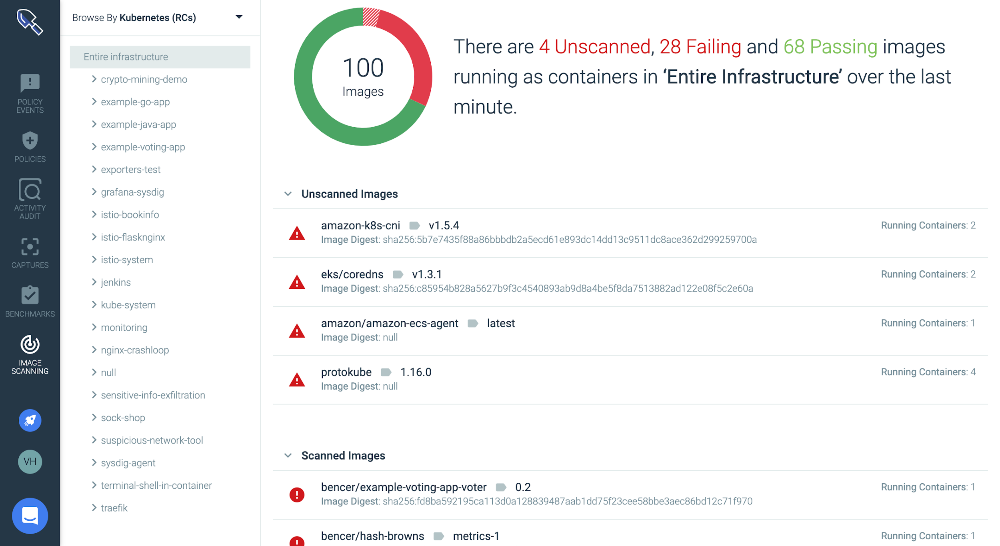 Browse By Kubernetes (RCs)
Entire infrastructure
crypto-mining-demo
example-go-app
example-java-app
example-voting-app
exporters-test
grafana-sysdig
istio-bookinfo
istio-flasknginx
istio-system
jenkins
kube-system
monitoring
nginx-crashloop
null
sensitive-info-exfiltration
sock-shop
suspicious-network-tool
sysdig-agent
terminal-shell-in-container
traefik
POLICY
EVENTS
POLICIES
ACTIVITY
AUDIT
CAPTURES
BENCHMARKS
IMAGE
SCANNING
VH
100
Images
There are 4 Unscanned, 28 Failing and 68 Passing images
running as containers in ‘Entire Infrastructure’ over the last
minute.
Unscanned Images
amazon-k8s-cni v1.5.4
Running Containers: 2
Image Digest: sha256:5b7e7435f88a86bbbdb2a5ecd61e893dc14dd13c9511dc8ace362d299259700a
eks/coredns v1.3.1
Running Containers: 2
Image Digest: sha256:c85954b828a5627b9f3c4540893ab9d8a4be5f8da7513882ad122e08f5c2e60a
amazon/amazon-ecs-agent latest
Running Containers: 1
Image Digest: null
protokube 1.16.0
Running Containers: 4
Image Digest: null
Scanned Images
bencer/example-voting-app-voter 0.2
Running Containers: 1
Image Digest: sha256:fd8ba592195ca113d0a128839487aab1dd75f23cee58bbe3aec86bd12c71f970
bencer/hash-browns metrics-1
Running Containers: 1